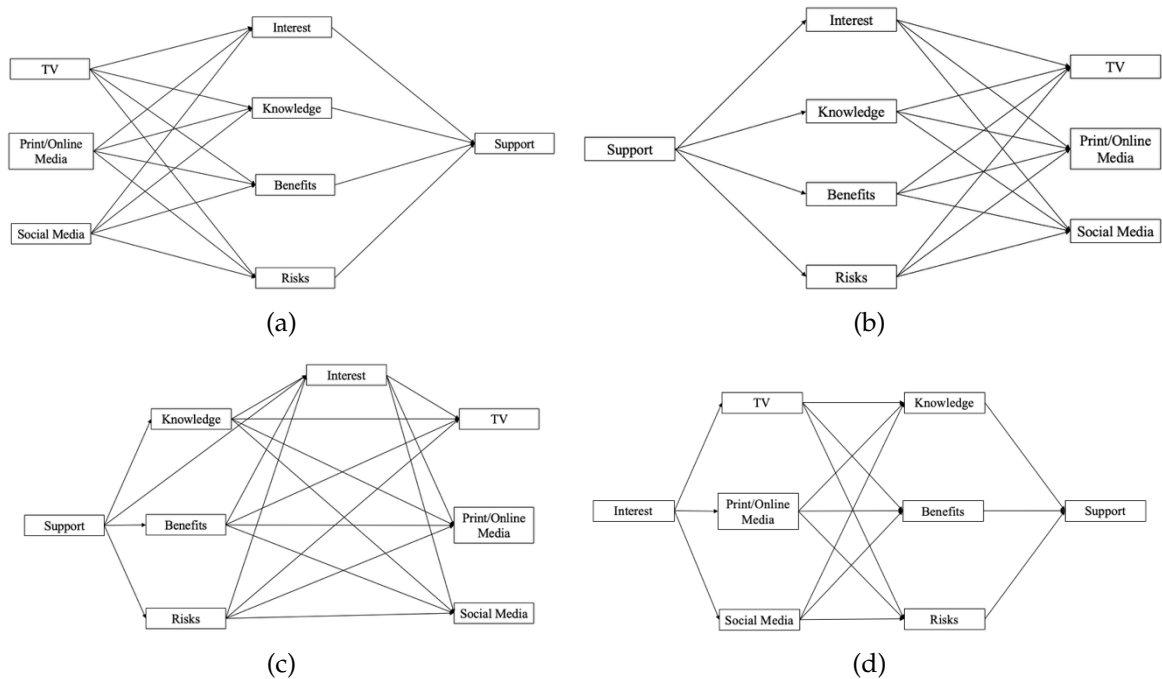 Interest
TV
Knowledge
Print/Online
Media
Support
Benefits
Social Media
Risks
(a)
Interest
TV
Knowledge
Print/Online
Media
Support
Benefits
Social Media
Risks
(b)
Interest
Knowledge
TV
Support
Benefits
Print/Online
Media
Risks
Social Media
(c)
TV
Knowledge
Interest
Print/Online
Media
Benefits
Support
Social Media
Risks
(d)